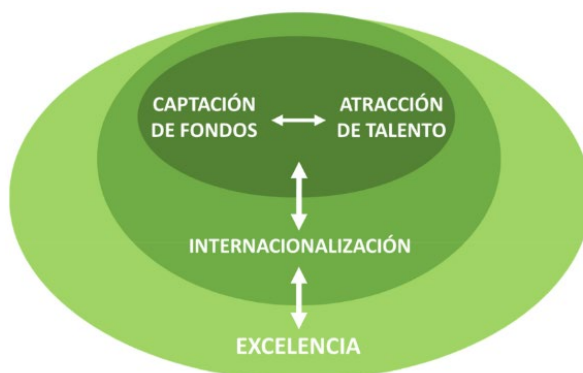 CAPTACIÓN
DE FONDOS
ATRACCIÓN
DE TALENTO
INTERNACIONALIZACIÓN
EXCELENCIA